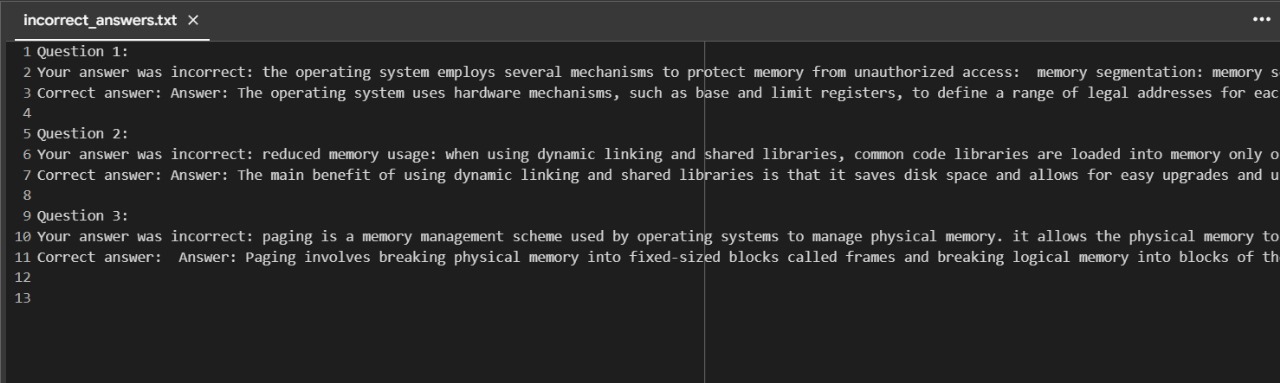 incorrect_answers.txt ×
1 Question 1:
2 Your answer was incorrect: the operating system employs several mechanisms to protect memory from unauthorized access:  memory segmentation: memory s
3 Correct answer: Answer: The operating system uses hardware mechanisms, such as base and limit registers, to define a range of legal addresses for eac
4
5 Question 2:
6 Your answer was incorrect: reduced memory usage: when using dynamic linking and shared libraries, common code libraries are loaded into memory only o
7 Correct answer: Answer: The main benefit of using dynamic linking and shared libraries is that it saves disk space and allows for easy upgrades and u
8
9 Question 3:
10 Your answer was incorrect: paging is a memory management scheme used by operating systems to manage physical memory. it allows the physical memory to
11 Correct answer:  Answer: Paging involves breaking physical memory into fixed-sized blocks called frames and breaking logical memory into blocks of th
12
13